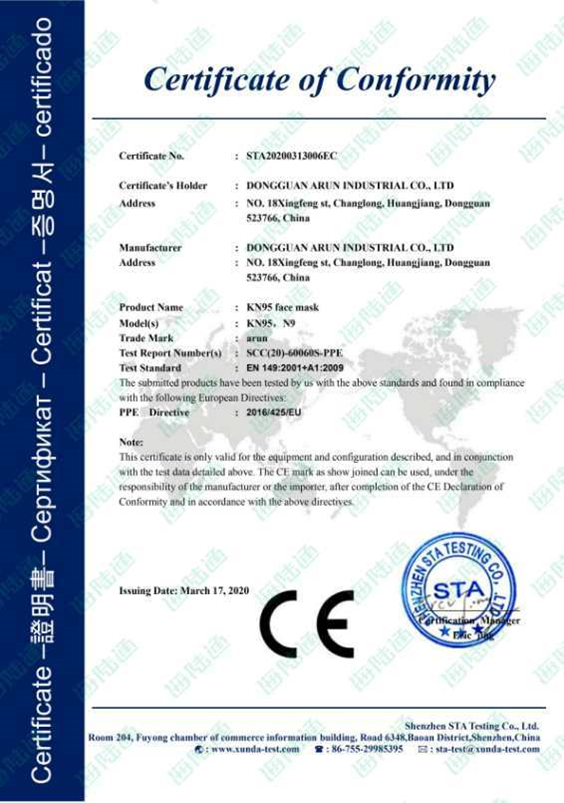 Certificate –證明書– Сертификат – Certificat –증명서– certificado
Certificate of Conformity
Certificate No. : STA20200313006EC
Certificate's Holder : DONGGUAN ARUN INDUSTRIAL CO., LTD
Address : NO. 18Xingfeng st, Changlong, Huangjiang, Dongguan
523766, China
Manufacturer : DONGGUAN ARUN INDUSTRIAL CO., LTD
Address : NO. 18Xingfeng st, Changlong, Huangjiang, Dongguan
523766, China
Product Name : KN95 face mask
Model(s) : KN95，N9
Trade Mark : arun
Test Report Number(s) : SCC(20)-60060S-PPE
Test Standard : EN 149:2001+A1:2009
The submitted products have been tested by us with the above standards and found in compliance
with the following European Directives:
PPE Directive : 2016/425/EU
Note:
This certificate is only valid for the equipment and configuration described, and in conjunction
with the test data detailed above. The CE mark as show joined can be used, under the
responsibility of the manufacturer or the importer, after completion of the CE Declaration of
Conformity and in accordance with the above directives.
Issuing Date: March 17, 2020
CE
SHENZHEN STA TESTING CO., LTD
STA
Certification Manager
Eric
Shenzhen STA Testing Co., Ltd.
Room 204, Fuyong chamber of commerce information building, Road 6348,Baoan District,Shenzhen,China
: www.xunda-test.com : 86-755-29985395 : sta-test@xunda-test.com